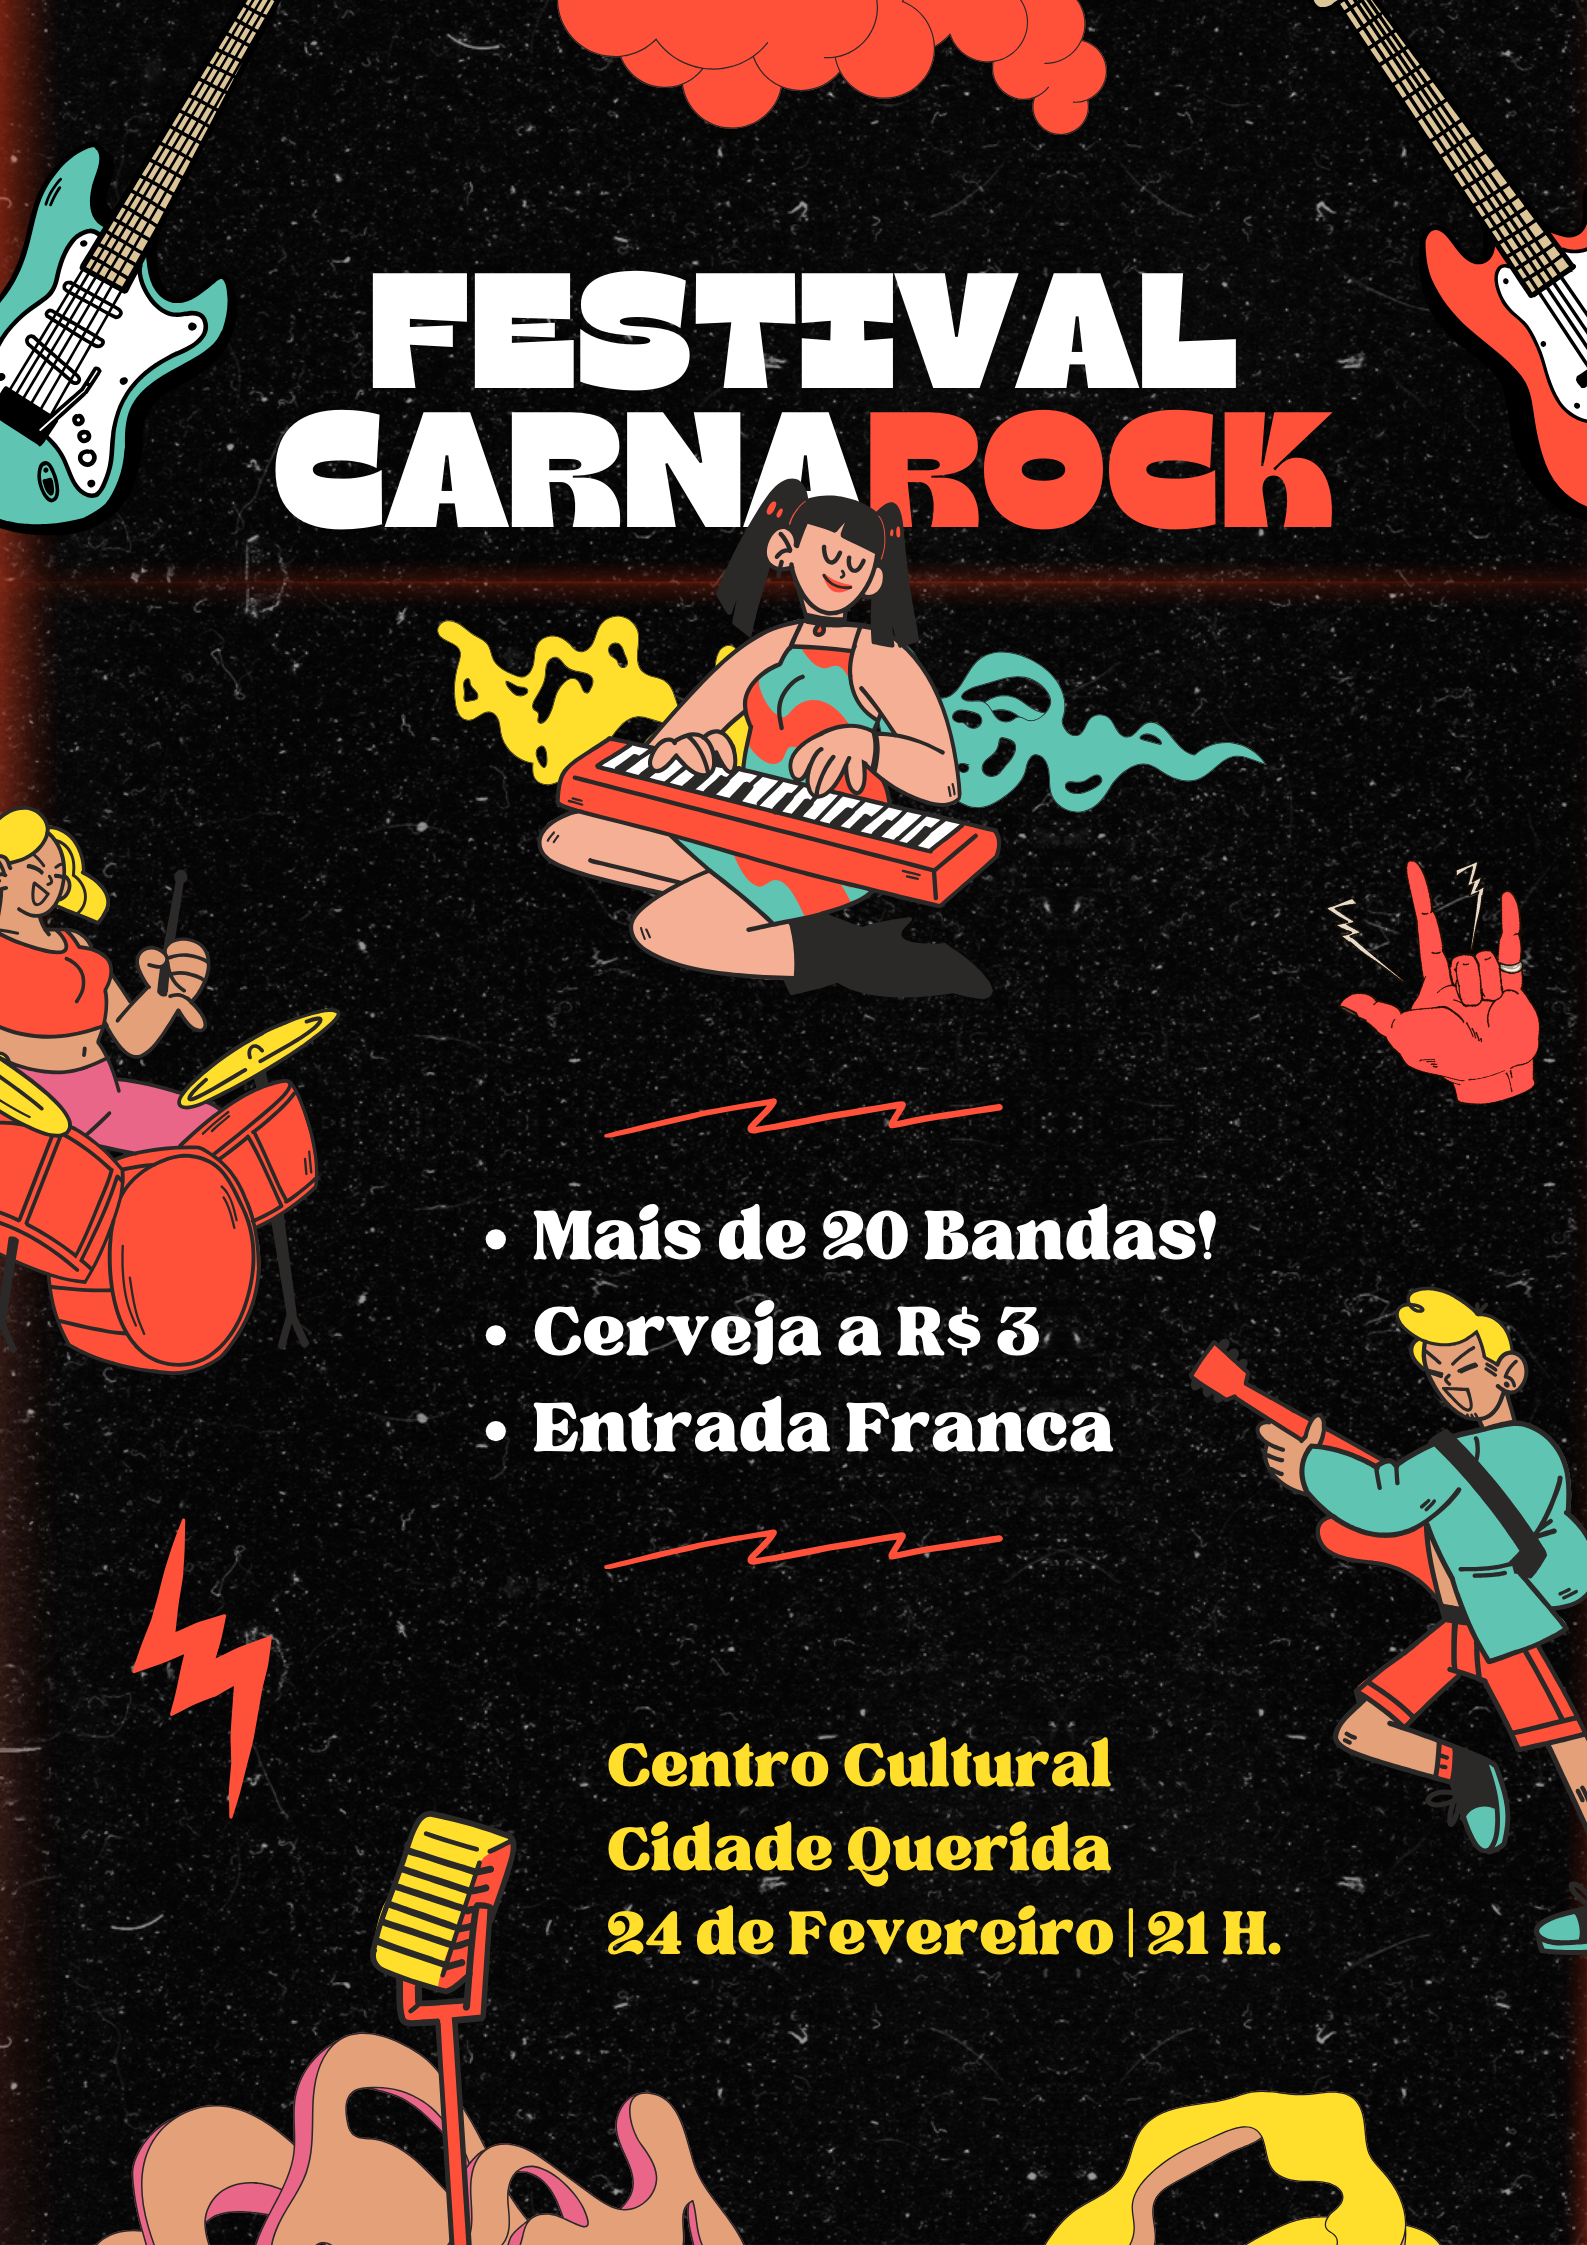 FESTIVAL
CARNAROCK
• Mais de 20 Bandas!
• Cerveja a R$ 3
• Entrada Franca
Centro Cultural
Cidade Querida
24 de Fevereiro | 21 H.